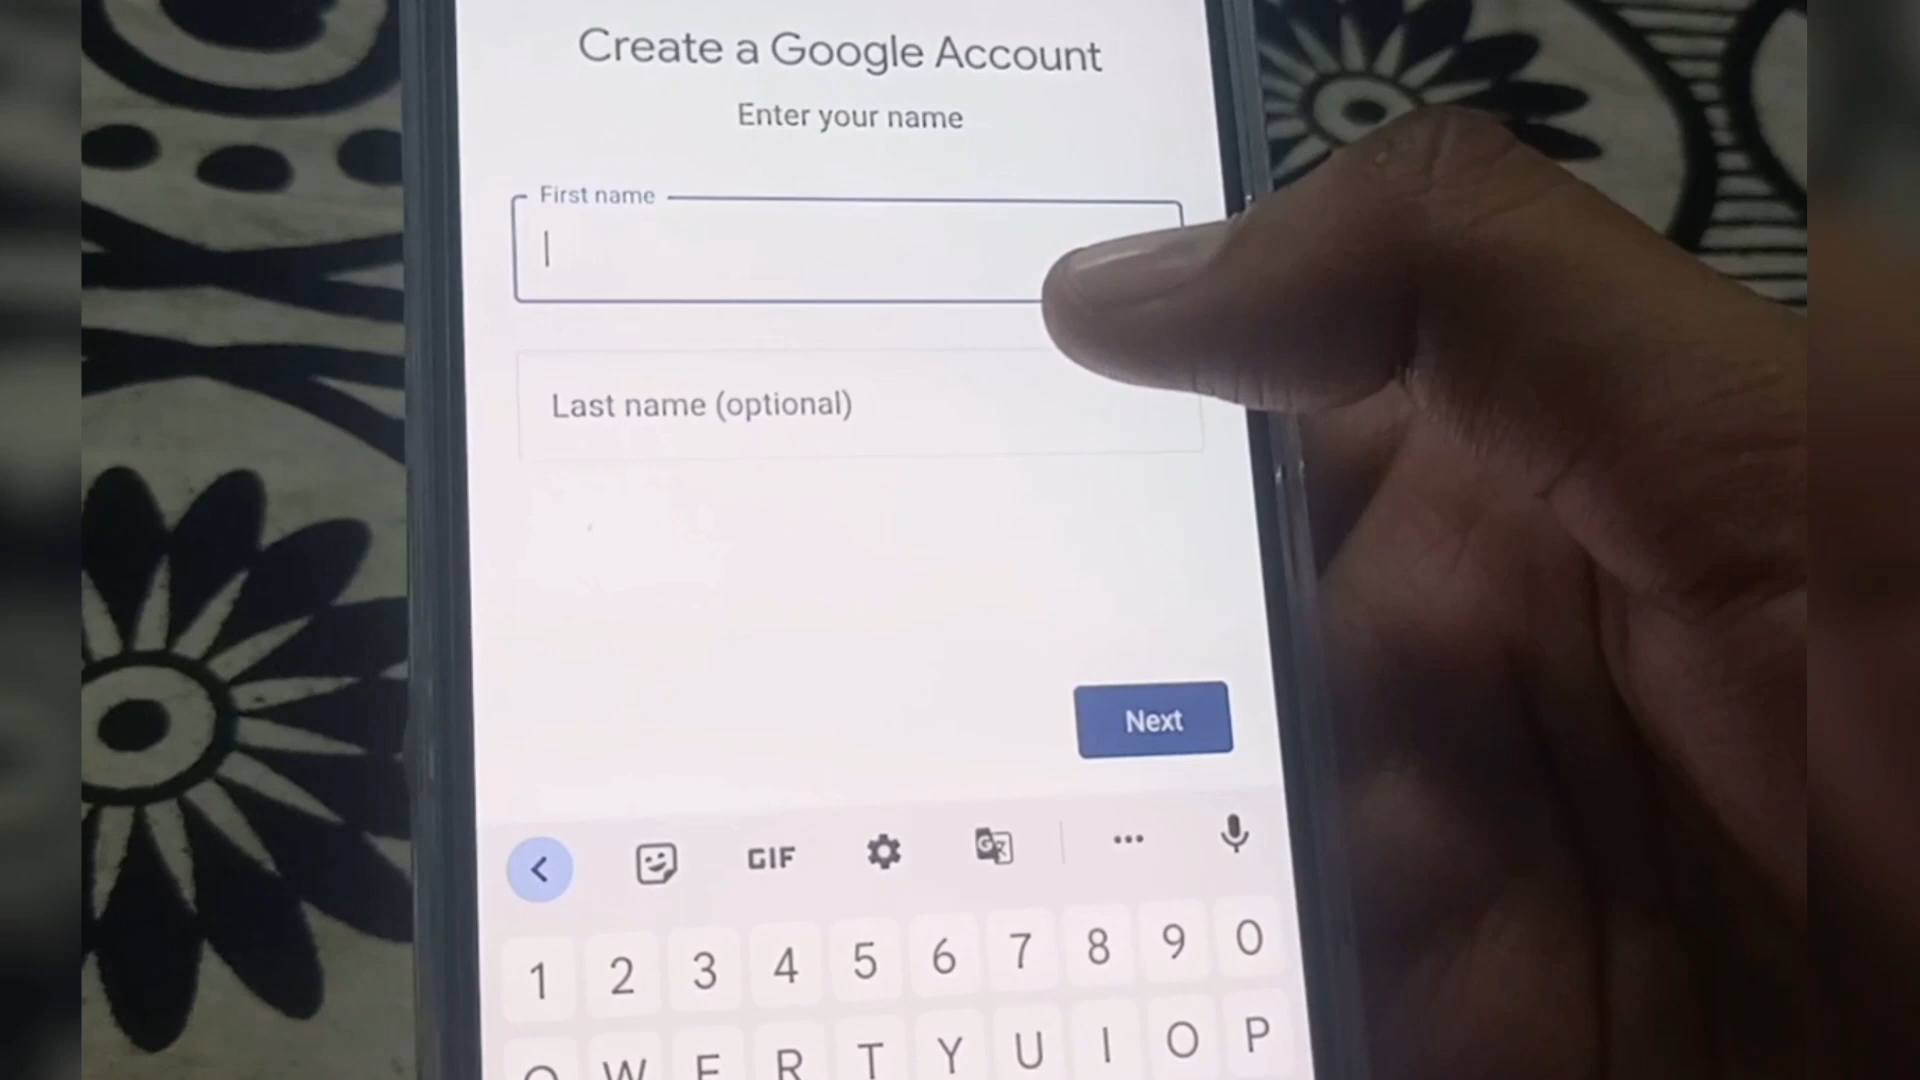 Create a Google Account
Enter your name
First name
Last name (optional)
Next
GIF
1 2 3 4 5 6 7 8 9 0
Q W E R T Y U I O P